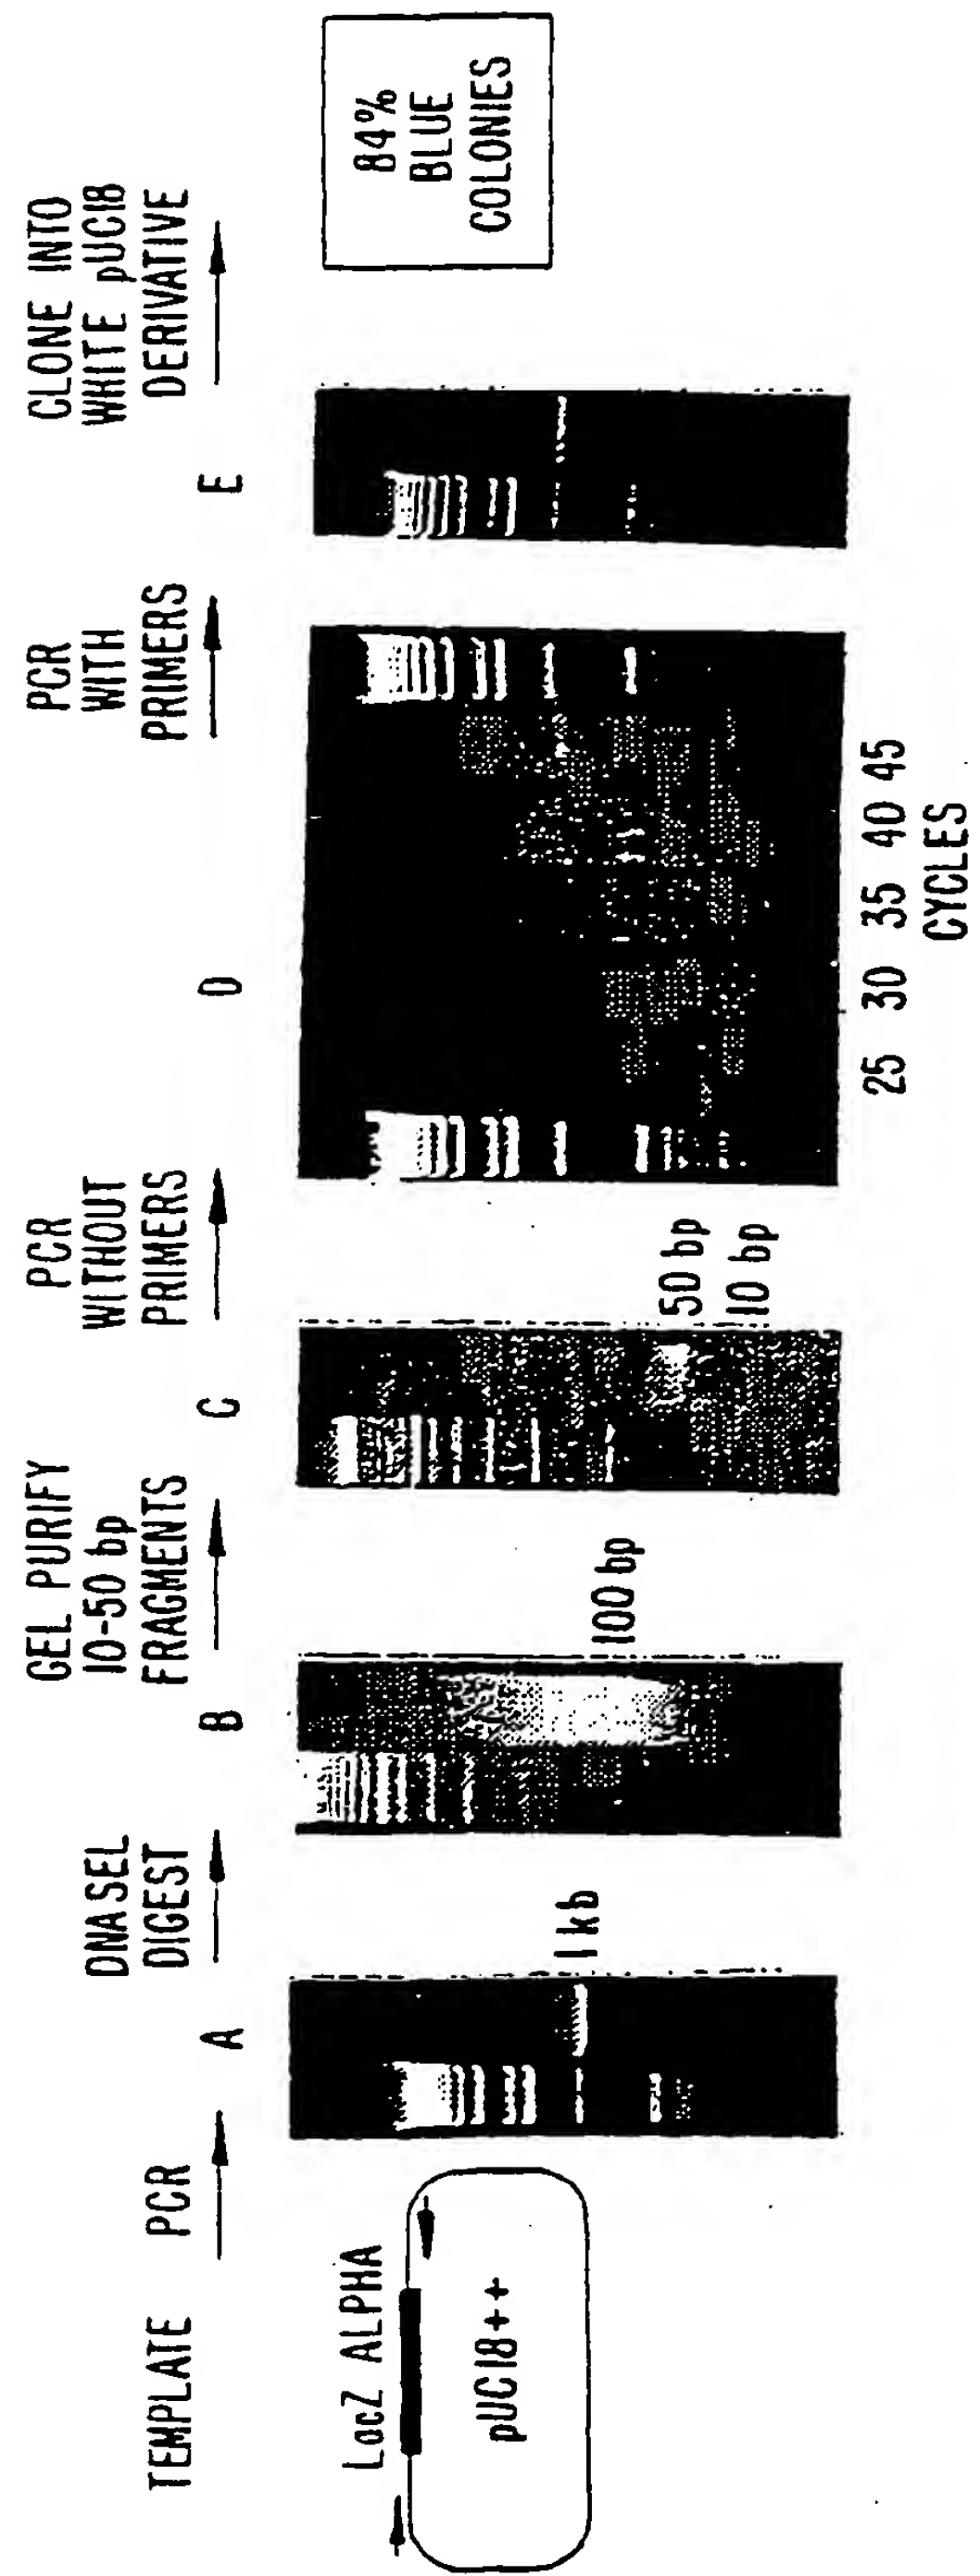 TEMPLATE
PCR
DNASEL
DIGEST
GEL PURIFY
10-50 bp
FRAGMENTS
PCR
WITHOUT
PRIMERS
PCR
WITH
PRIMERS
CLONE INTO
WHITE pUC18
DERIVATIVE
A
B
C
D
E
LacZ ALPHA
pUC18++
1 kb
100 bp
50 bp
10 bp
25 30 35 40 45
CYCLES
84%
BLUE
COLONIES